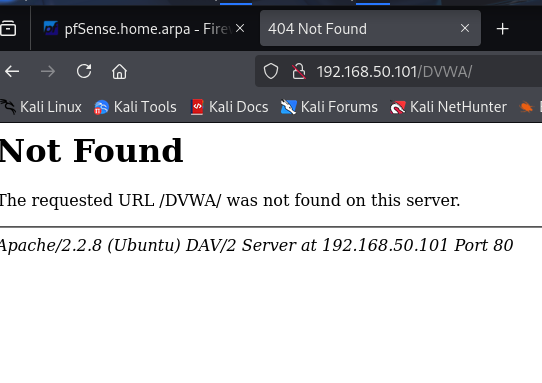 pfSense.home.arpa - Firew
404 Not Found
192.168.50.101/DVWA/
Kali Linux Kali Tools Kali Docs Kali Forums Kali NetHunter
Not Found
The requested URL /DVWA/ was not found on this server.
Apache/2.2.8 (Ubuntu) DAV/2 Server at 192.168.50.101 Port 80